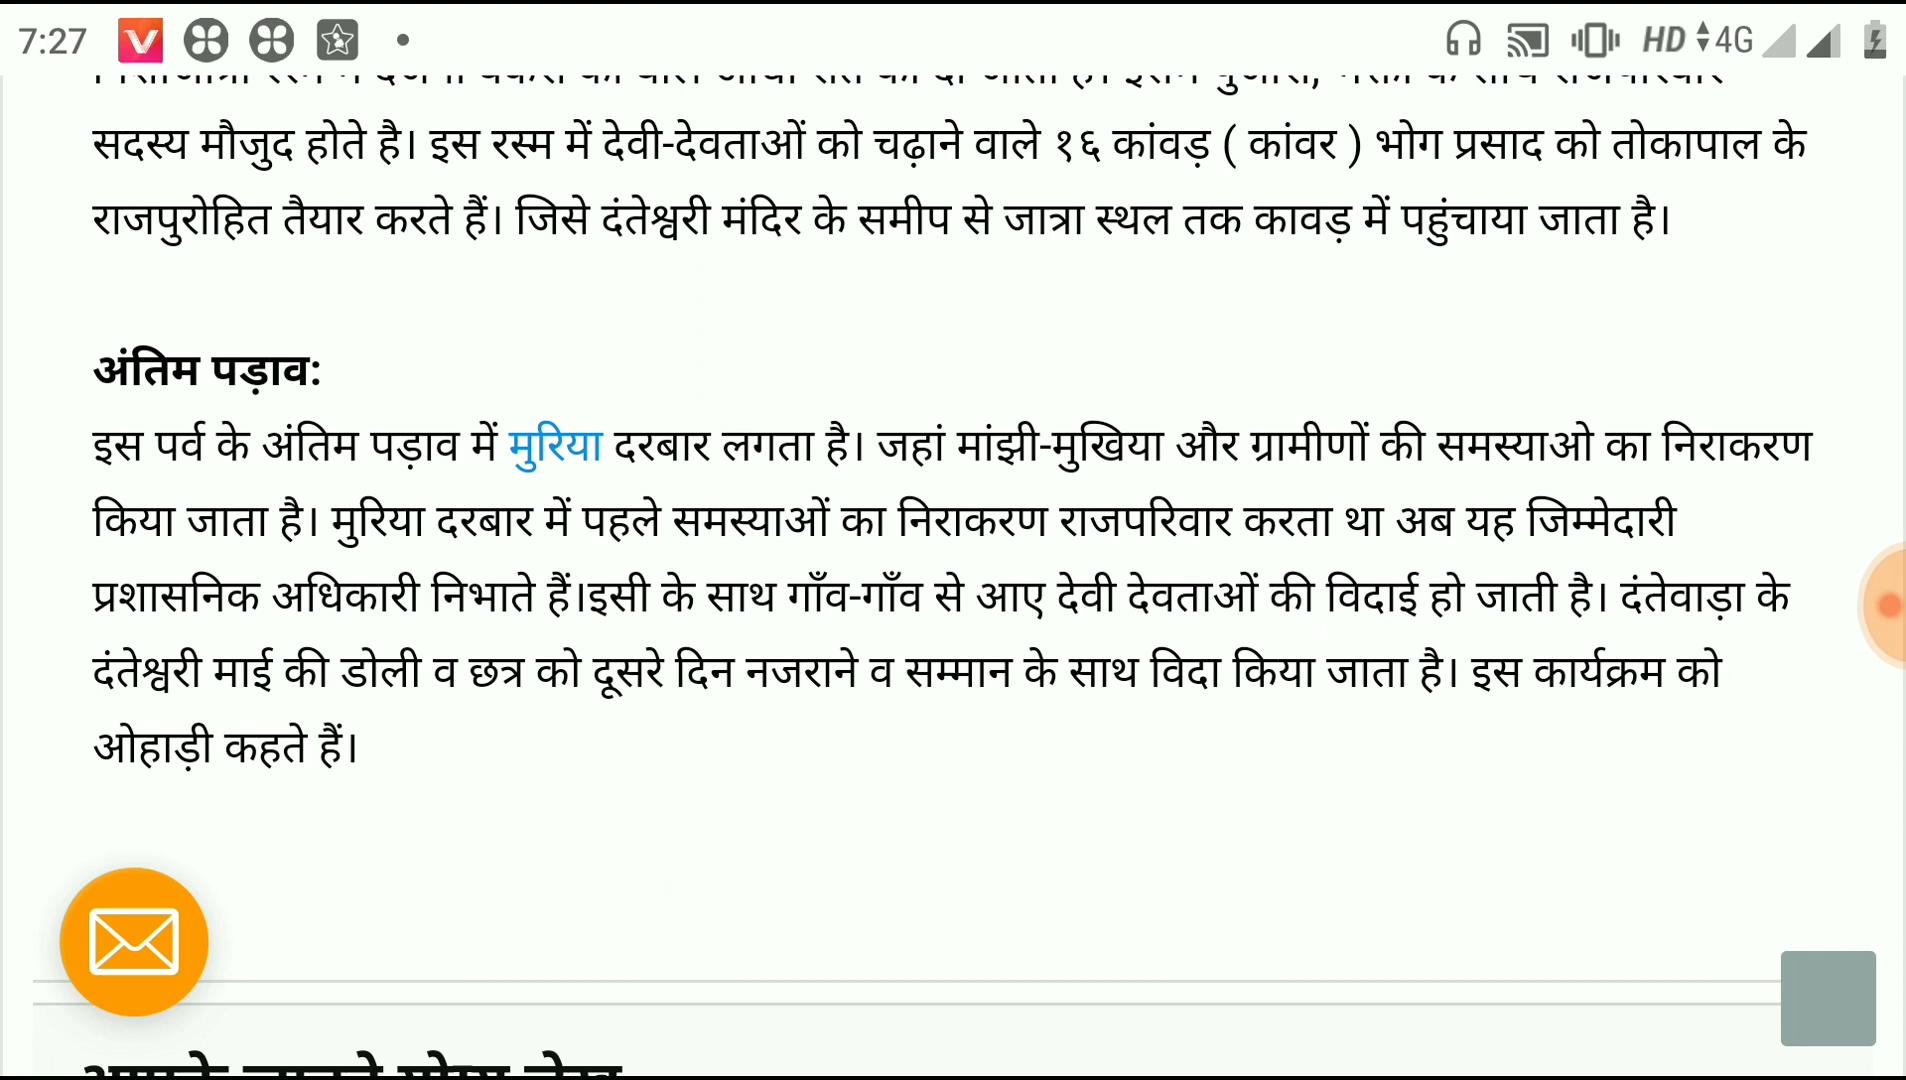 7:27 HD 4G
सदस्य मौजुद होते है। इस रस्म में देवी-देवताओं को चढ़ाने वाले १६ कांवड़ ( कांवर ) भोग प्रसाद को तोकापाल के
राजपुरोहित तैयार करते हैं। जिसे दंतेश्वरी मंदिर के समीप से जात्रा स्थल तक कावड़ में पहुंचाया जाता है।
अंतिम पड़ाव:
इस पर्व के अंतिम पड़ाव में मुरिया दरबार लगता है। जहां मांझी-मुखिया और ग्रामीणों की समस्याओ का निराकरण
किया जाता है। मुरिया दरबार में पहले समस्याओं का निराकरण राजपरिवार करता था अब यह जिम्मेदारी
प्रशासनिक अधिकारी निभाते हैं।इसी के साथ गाँव-गाँव से आए देवी देवताओं की विदाई हो जाती है। दंतेवाड़ा के
दंतेश्वरी माई की डोली व छत्र को दूसरे दिन नजराने व सम्मान के साथ विदा किया जाता है। इस कार्यक्रम को
ओहाड़ी कहते हैं।